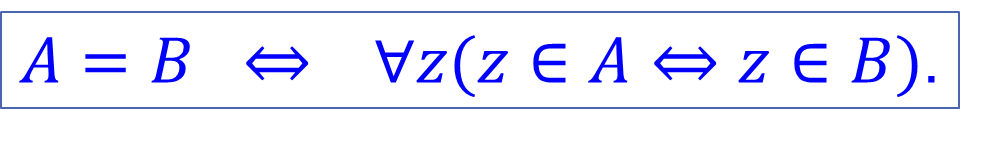 A = B ⇔ ∀z(z ∈ A ⇔ z ∈ B).